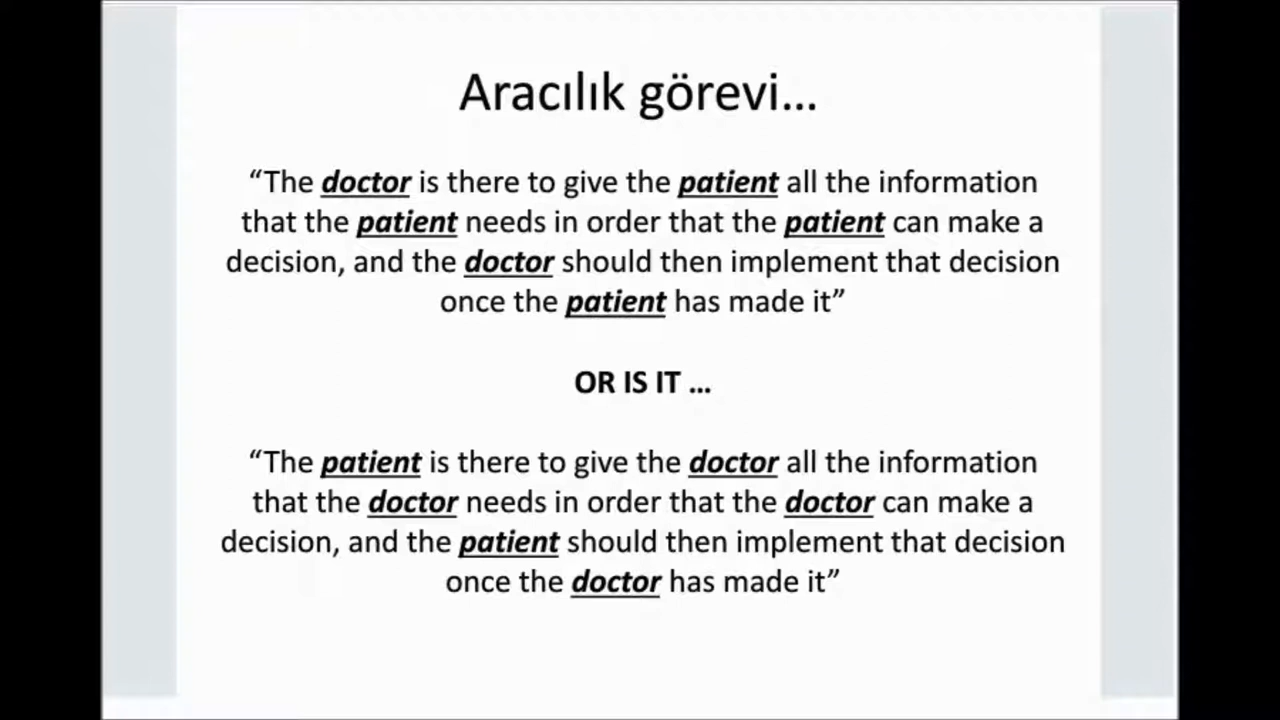 Aracılık görevi...
“The doctor is there to give the patient all the information
that the patient needs in order that the patient can make a
decision, and the doctor should then implement that decision
once the patient has made it”
OR IS IT ...
“The patient is there to give the doctor all the information
that the doctor needs in order that the doctor can make a
decision, and the patient should then implement that decision
once the doctor has made it”